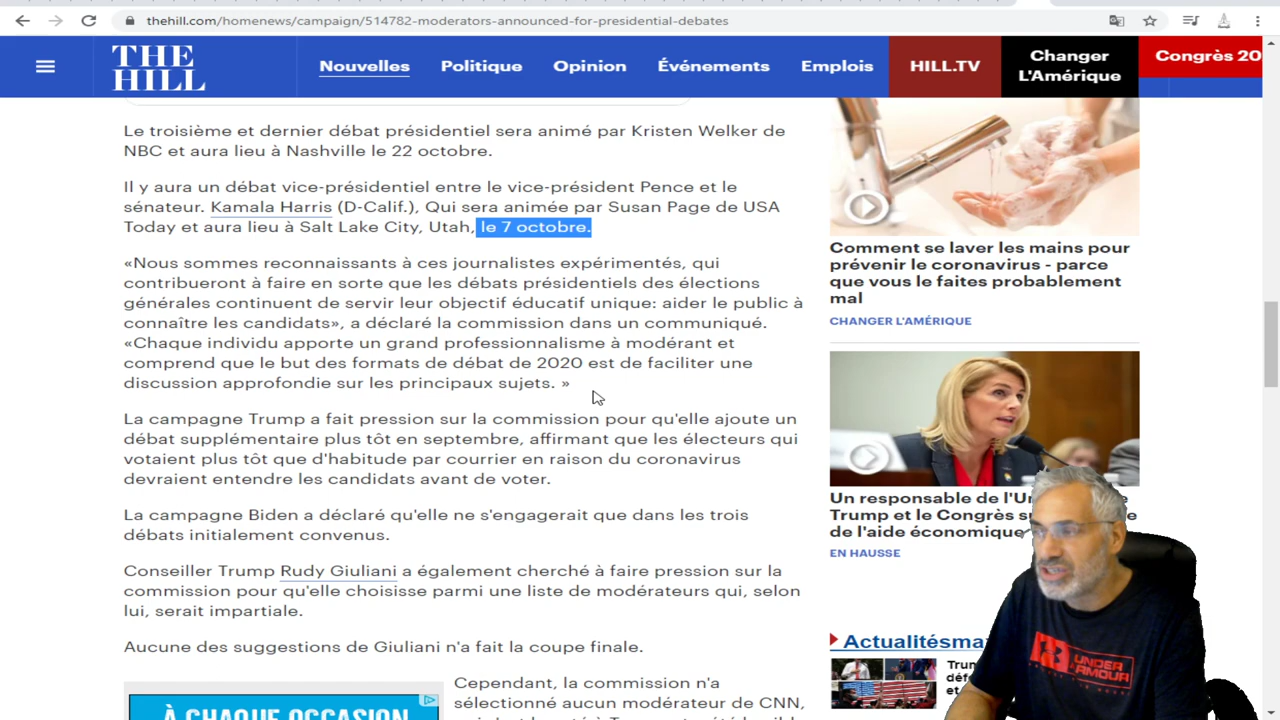 thehill.com/homenews/campaign/514782-moderators-announced-for-presidential-debates
THE
HILL
Nouvelles
Politique
Opinion
Événements
Emplois
HILL.TV
Changer
L'Amérique
Congrès 20
Le troisième et dernier débat présidentiel sera animé par Kristen Welker de
NBC et aura lieu à Nashville le 22 octobre.
Il y aura un débat vice-présidentiel entre le vice-président Pence et le
sénateur. Kamala Harris (D-Calif.), Qui sera animée par Susan Page de USA
Today et aura lieu à Salt Lake City, Utah, le 7 octobre.
«Nous sommes reconnaissants à ces journalistes expérimentés, qui
contribueront à faire en sorte que les débats présidentiels des élections
générales continuent de servir leur objectif éducatif unique: aider le public à
connaître les candidats», a déclaré la commission dans un communiqué.
«Chaque individu apporte un grand professionnalisme à modérant et
comprend que le but des formats de débat de 2020 est de faciliter une
discussion approfondie sur les principaux sujets. »
La campagne Trump a fait pression sur la commission pour qu'elle ajoute un
débat supplémentaire plus tôt en septembre, affirmant que les électeurs qui
votaient plus tôt que d'habitude par courrier en raison du coronavirus
devraient entendre les candidats avant de voter.
La campagne Biden a déclaré qu'elle ne s'engagerait que dans les trois
débats initialement convenus.
Conseiller Trump Rudy Giuliani a également cherché à faire pression sur la
commission pour qu'elle choisisse parmi une liste de modérateurs qui, selon
lui, serait impartiale.
Aucune des suggestions de Giuliani n'a fait la coupe finale.
Cependant, la commission n'a
sélectionné aucun modérateur de CNN,
À CHAQUE OCCASION
Comment se laver les mains pour
prévenir le coronavirus - parce
que vous le faites probablement
mal
CHANGER L'AMÉRIQUE
Un responsable de l'U
Trump et le Congrès s
de l'aide économique
EN HAUSSE
Actualitésma
Trum
défe
et
UNDER
ARMOUR